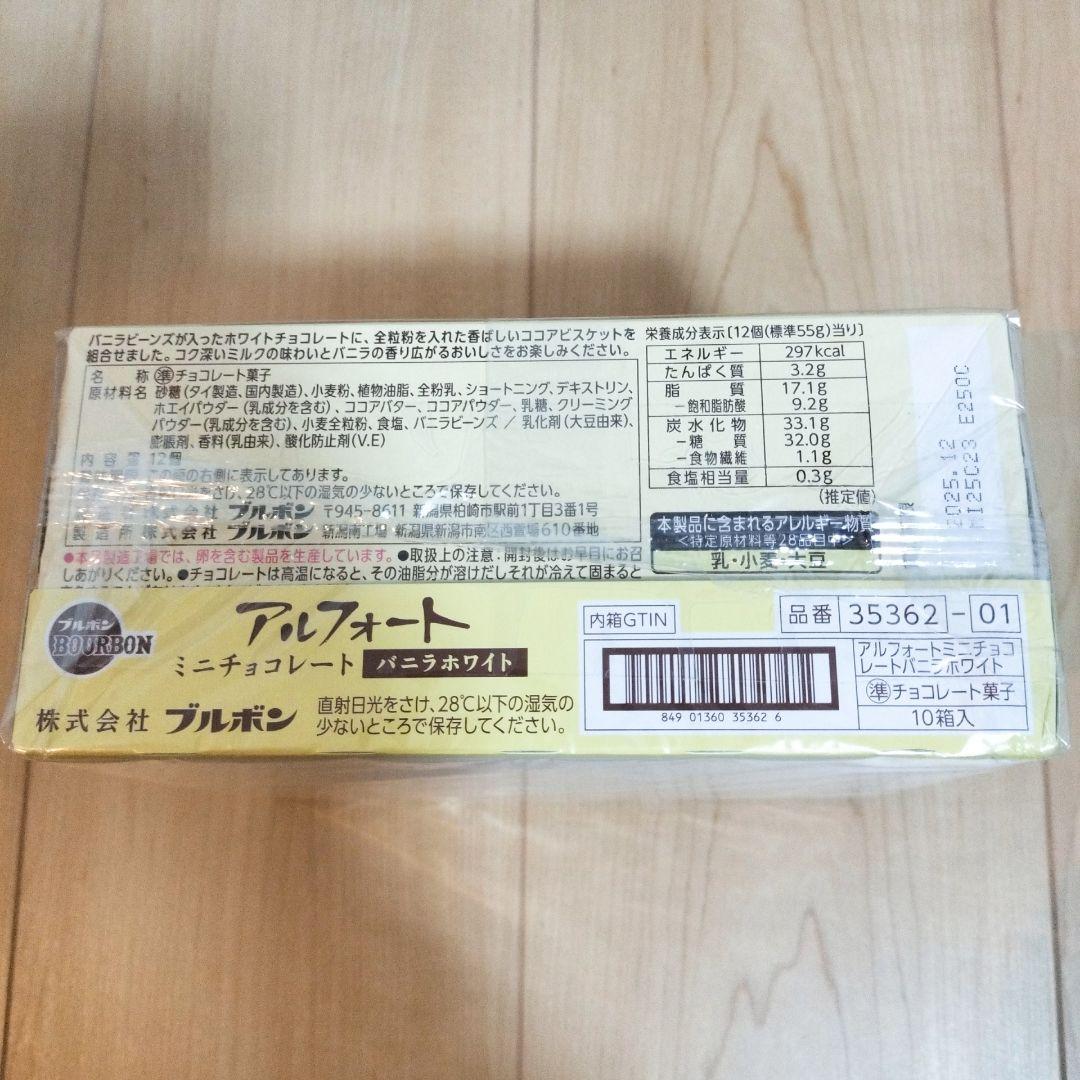 バニラビーンズが入ったホワイトチョコレートに、全粒粉を入れた香ばしいココアビスケットを
組合せました。コク深いミルクの味わいとバニラの香り広がるおいしさをお楽しみください。
名 称 ㊜チョコレート菓子
原材料名 砂糖(タイ製造、国内製造)、小麦粉、植物油脂、全粉乳、ショートニング、デキストリン、
ホエイパウダー(乳成分を含む)、ココアバター、ココアパウダー、乳糖、クリーミング
パウダー(乳成分を含む)、小麦全粒粉、食塩、バニラビーンズ / 乳化剤(大豆由来)、
膨脹剤、香料(乳由来)、酸化防止剤(V.E)
内 容 量 12個
の右側に表示してあります。
さけ、28℃以下の湿気の少ないところで保存してください。
株式会社 ブルボン 〒945-8611 新潟県柏崎市駅前1丁目3番1号
製 造 所 株式会社 ブルボン 新潟南工場 新潟県新潟市南区西萱場610番地
●本品製造工場では、卵を含む製品を生産しています。 ●取扱上の注意:開封後はお早目にお召
しあがりください。●チョコレートは高温になると、その油脂分が溶けだしそれが冷えて固まると
栄養成分表示〔12個(標準55g)当り〕
エネルギー 297kcal
たんぱく質 3.2g
脂 質 17.1g
-飽和脂肪酸 9.2g
炭水化物 33.1g
-糖 質 32.0g
-食物繊維 1.1g
食塩相当量 0.3g
(推定値)
本製品に含まれるアレルギー物質
<特定原材料等28品目中>
乳・小麦・大豆
2025.12
MI25C23 E250C
ブルボン
BOURBON
アルフォート
ミニチョコレート バニラホワイト
株式会社 ブルボン
直射日光をさけ、28℃以下の湿気の
少ないところで保存してください。
内箱GTIN
品番 35362-01
849 01360 35362 6
アルフォートミニチョコ
レートバニラホワイト
㊜チョコレート菓子
10箱入